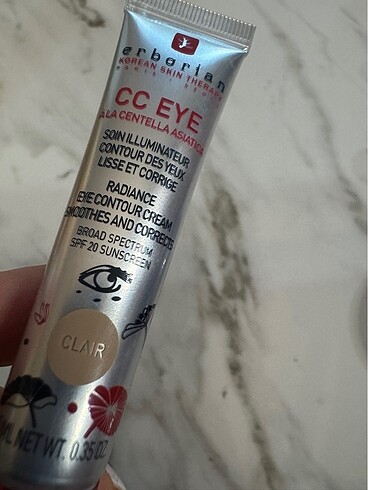 erborian
KOREAN SKIN THERAPY
CC EYE
À LA CENTELLA ASIATICA
SOIN ILLUMINATEUR
CONTOUR DES YEUX
LISSE ET CORRIGE
RADIANCE
EYE CONTOUR CREAM
SMOOTHES AND CORRECTS
BROAD SPECTRUM
SPF 20 SUNSCREEN
CLAIR
ML NET WT. 0.35 OZ